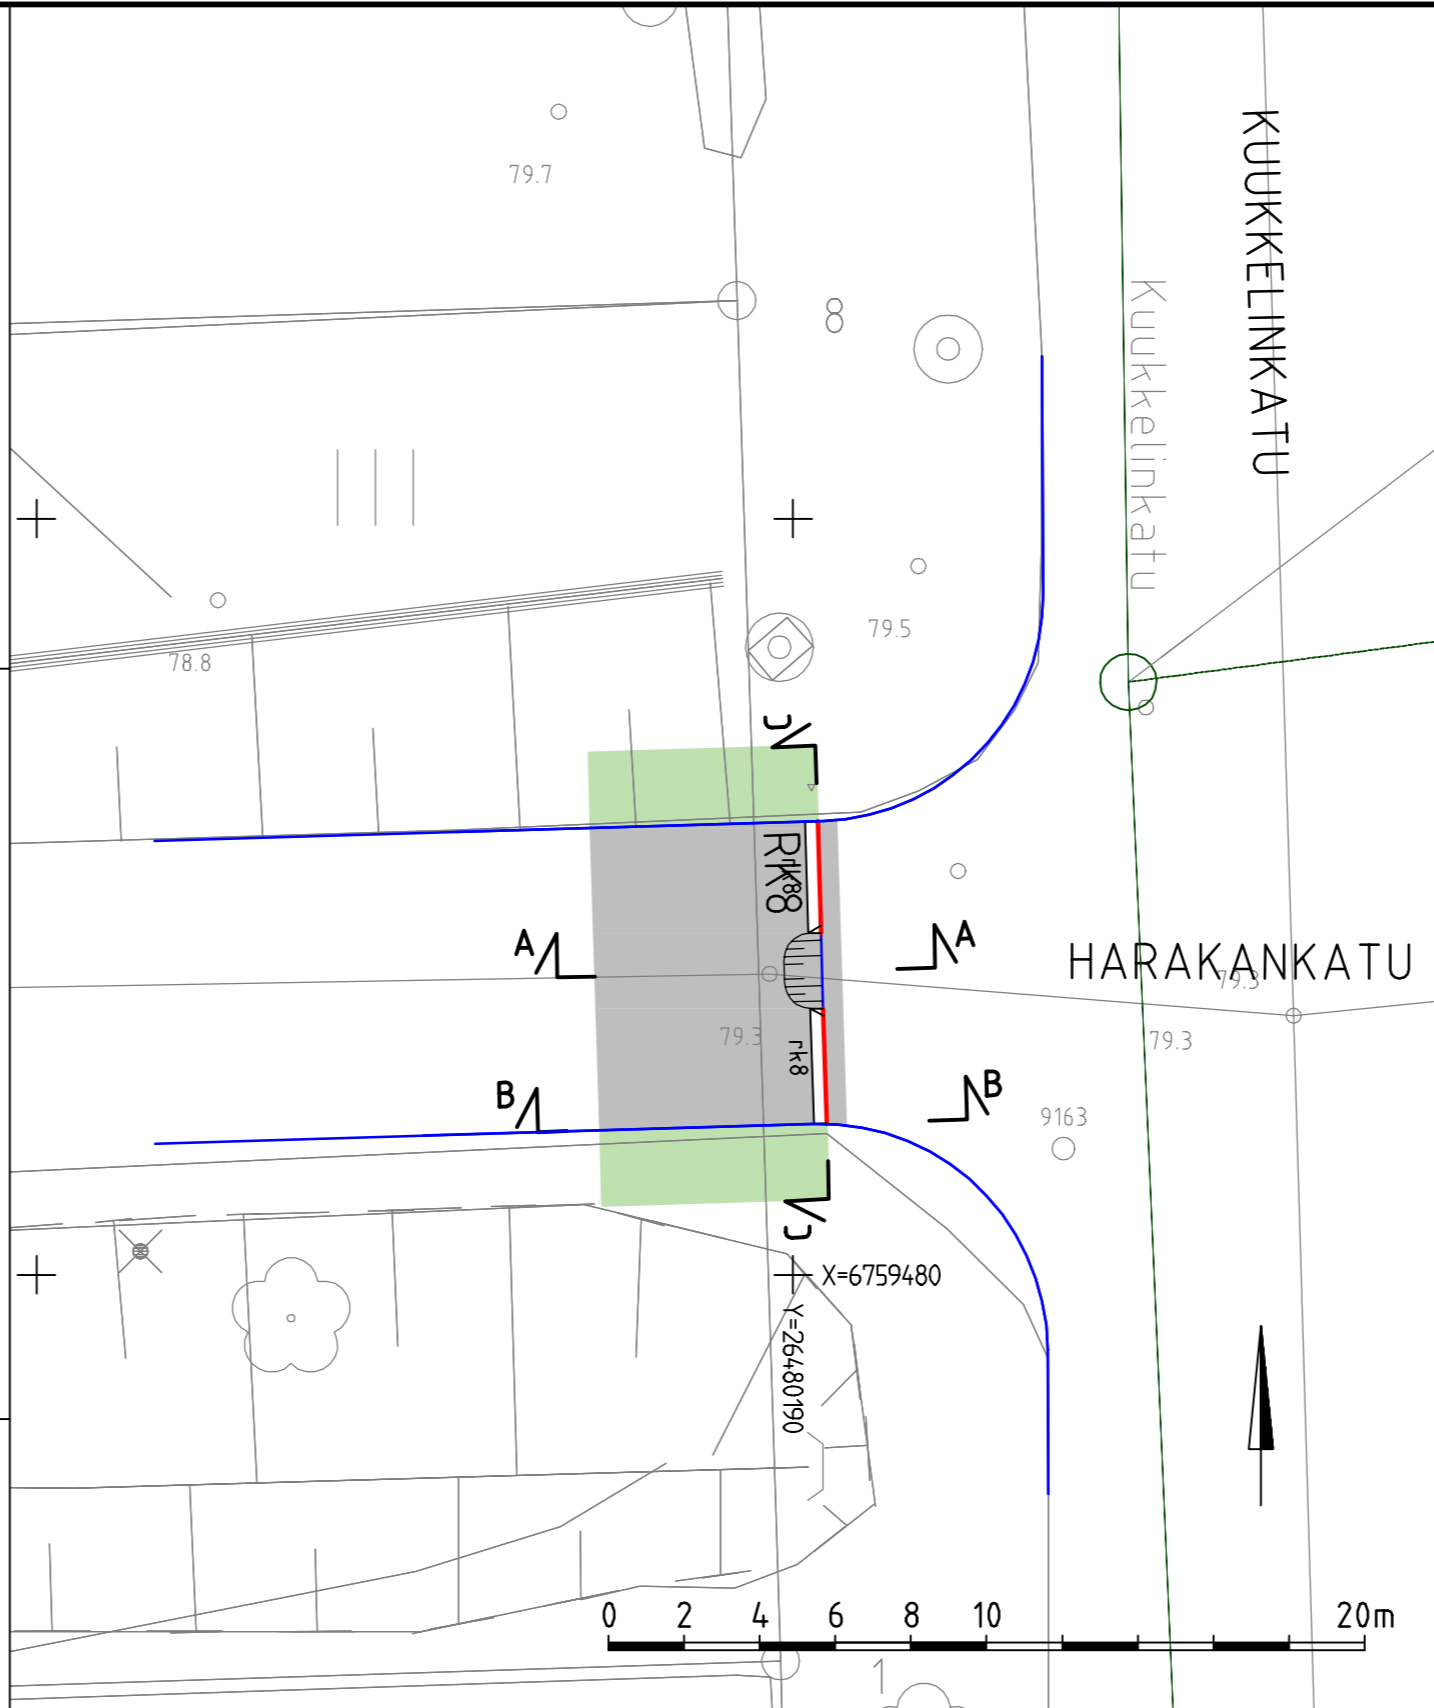 79.7
KUUKKELINKATU
Kuukkelinkatu
8
79.5
78.8
C
RK8
rk8
A
A
HARAKANKATU
79.3
79.3
79.3
rk8
B
B
9163
C
X=6759480
Y=26480190
0 2 4 6 8 10 20m
1